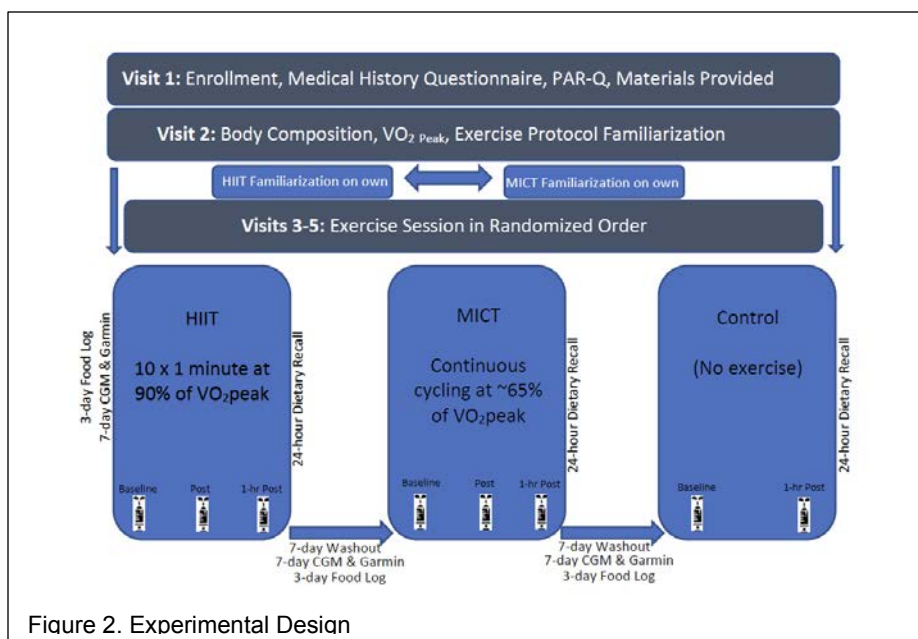 Visit 1: Enrollment, Medical History Questionnaire, PAR-Q, Materials Provided
Visit 2: Body Composition, VO₂ Peak, Exercise Protocol Familiarization
HIIT Familiarization on own
MICT Familiarization on own
Visits 3-5: Exercise Session in Randomized Order
3-day Food Log
7-day CGM & Garmin
HIIT
10 x 1 minute at
90% of VO₂peak
Baseline
Post
1-hr Post
24-hour Dietary Recall
MICT
Continuous
cycling at ~65%
of VO₂peak
Baseline
Post
1-hr Post
24-hour Dietary Recall
Control
(No exercise)
Baseline
1-hr Post
24-hour Dietary Recall
7-day Washout
7-day CGM & Garmin
3-day Food Log
7-day Washout
7-day CGM & Garmin
3-day Food Log
Figure 2. Experimental Design